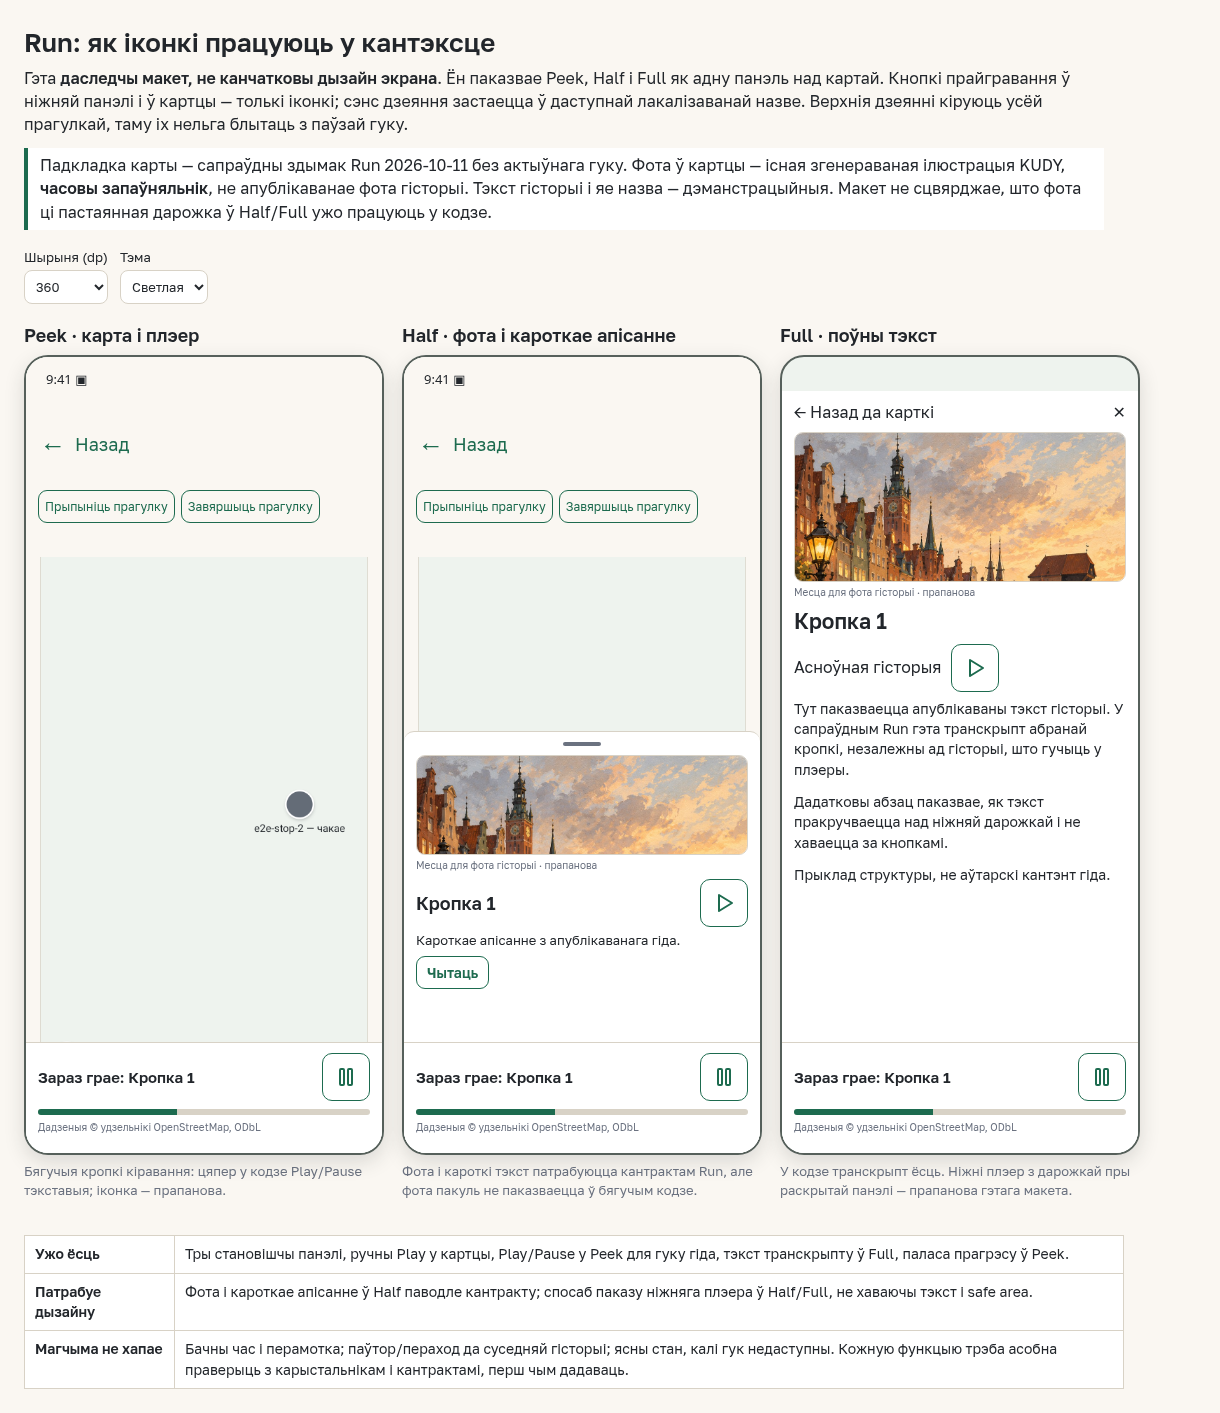 Run: як іконкі працуюць у кантэксце
Гэта даследчы макет, не канчатковы дызайн экрана. Ён паказвае Peek, Half і Full як адну панэль над картай. Кнопкі прайгравання ў
ніжняй панэлі і ў картцы — толькі іконкі; сэнс дзеяння застаецца ў даступнай лакалізаванай назве. Верхнія дзеянні кіруюць усёй
прагулкай, таму іх нельга блытаць з паўзай гуку.
Падкладка карты — сапраўдны здымак Run 2026-10-11 без актыўнага гуку. Фота ў картцы — існая згенераваная ілюстрацыя KUDY,
часовы запаўняльнік, не апублікаванае фота гісторыі. Тэкст гісторыі і яе назва — дэманстрацыйныя. Макет не сцвярджае, што фота
ці пастаянная дарожка ў Half/Full ужо працуюць у кодзе.
Шырыня (dp) Тэма
360 Светлая
Peek · карта і плэер
9:41 ▣
← Назад
Прыпыніць прагулку Завяршыць прагулку
e2e-stop-2 — чакае
Зараз грае: Кропка 1
Дадзеныя © удзельнікі OpenStreetMap, ODbL
Бягучыя кропкі кіравання: цяпер у кодзе Play/Pause
тэкставыя; іконка — прапанова.
Half · фота і кароткае апісанне
9:41 ▣
← Назад
Прыпыніць прагулку Завяршыць прагулку
Месца для фота гісторыі · прапанова
Кропка 1
Кароткае апісанне з апублікаванага гіда.
Чытаць
Зараз грае: Кропка 1
Дадзеныя © удзельнікі OpenStreetMap, ODbL
Фота і кароткі тэкст патрабуюцца кантрактам Run, але
фота пакуль не паказваецца ў бягучым кодзе.
Full · поўны тэкст
← Назад да карткі ✕
Месца для фота гісторыі · прапанова
Кропка 1
Асноўная гісторыя
Тут паказваецца апублікаваны тэкст гісторыі. У
сапраўдным Run гэта транскрыпт абранай
кропкі, незалежны ад гісторыі, што гучыць у
плэеры.
Дадатковы абзац паказвае, як тэкст
пракручваецца над ніжняй дарожкай і не
хаваецца за кнопкамі.
Прыклад структуры, не аўтарскі кантэнт гіда.
Зараз грае: Кропка 1
Дадзеныя © удзельнікі OpenStreetMap, ODbL
У кодзе транскрыпт ёсць. Ніжні плэер з дарожкай пры
раскрытай панэлі — прапанова гэтага макета.
Ужо ёсць Тры становішчы панэлі, ручны Play у картцы, Play/Pause у Peek для гуку гіда, тэкст транскрыпту ў Full, паласа прагрэсу ў Peek.
Патрабуе Фота і кароткае апісанне ў Half паводле кантракту; спосаб паказу ніжняга плэера ў Half/Full, не хаваючы тэкст і safe area.
дызайну
Магчыма не хапае Бачны час і перамотка; паўтор/пераход да суседняй гісторыі; ясны стан, калі гук недаступны. Кожную функцыю трэба асобна
праверыць з карыстальнікам і кантрактамі, перш чым дадаваць.